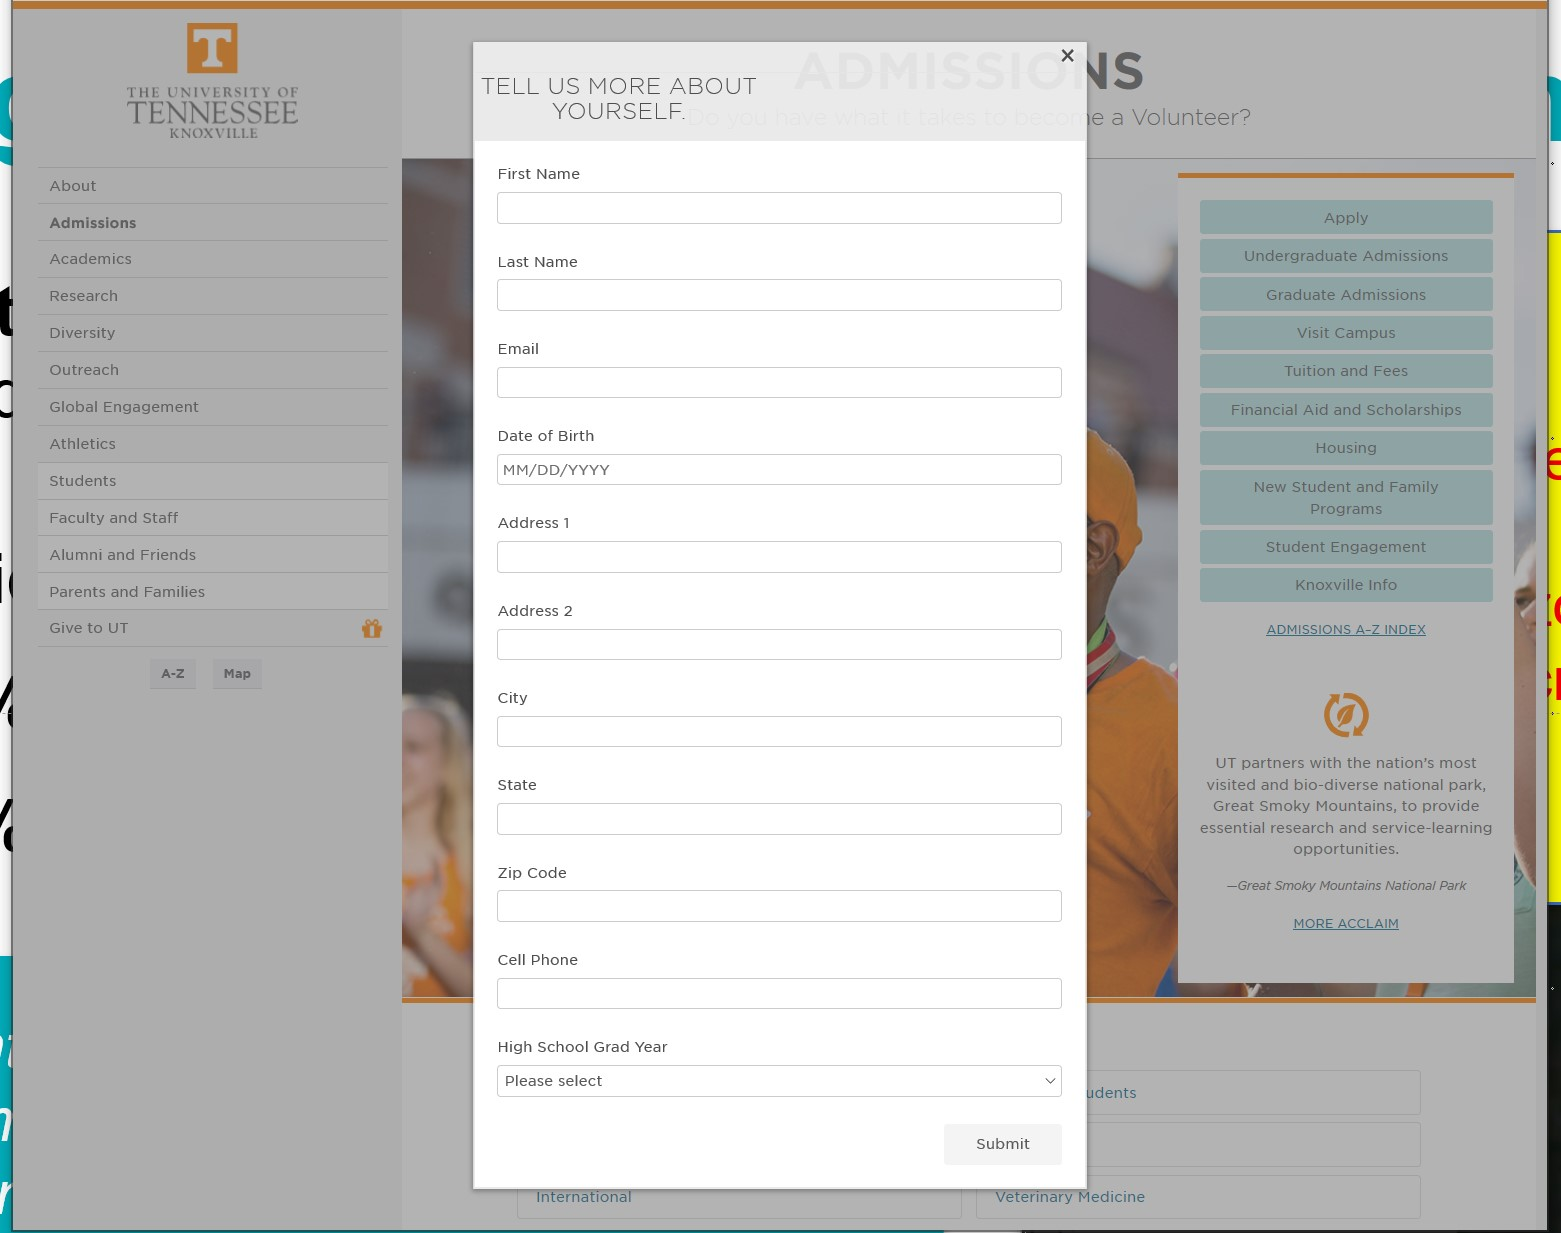 THE UNIVERSITY OF
TENNESSEE
KNOXVILLE
About
Admissions
Academics
Research
Diversity
Outreach
Global Engagement
Athletics
Students
Faculty and Staff
Alumni and Friends
Parents and Families
Give to UT
A-Z
Map
ADMISSIONS
Do you have what it takes to become a Volunteer?
×
TELL US MORE ABOUT
YOURSELF.
First Name
Last Name
Email
Date of Birth
MM/DD/YYYY
Address 1
Address 2
City
State
Zip Code
Cell Phone
High School Grad Year
Please select
Submit
Apply
Undergraduate Admissions
Graduate Admissions
Visit Campus
Tuition and Fees
Financial Aid and Scholarships
Housing
New Student and Family
Programs
Student Engagement
Knoxville Info
ADMISSIONS A–Z INDEX
UT partners with the nation's most
visited and bio-diverse national park,
Great Smoky Mountains, to provide
essential research and service-learning
opportunities.
—Great Smoky Mountains National Park
MORE ACCLAIM
udents
International
Veterinary Medicine